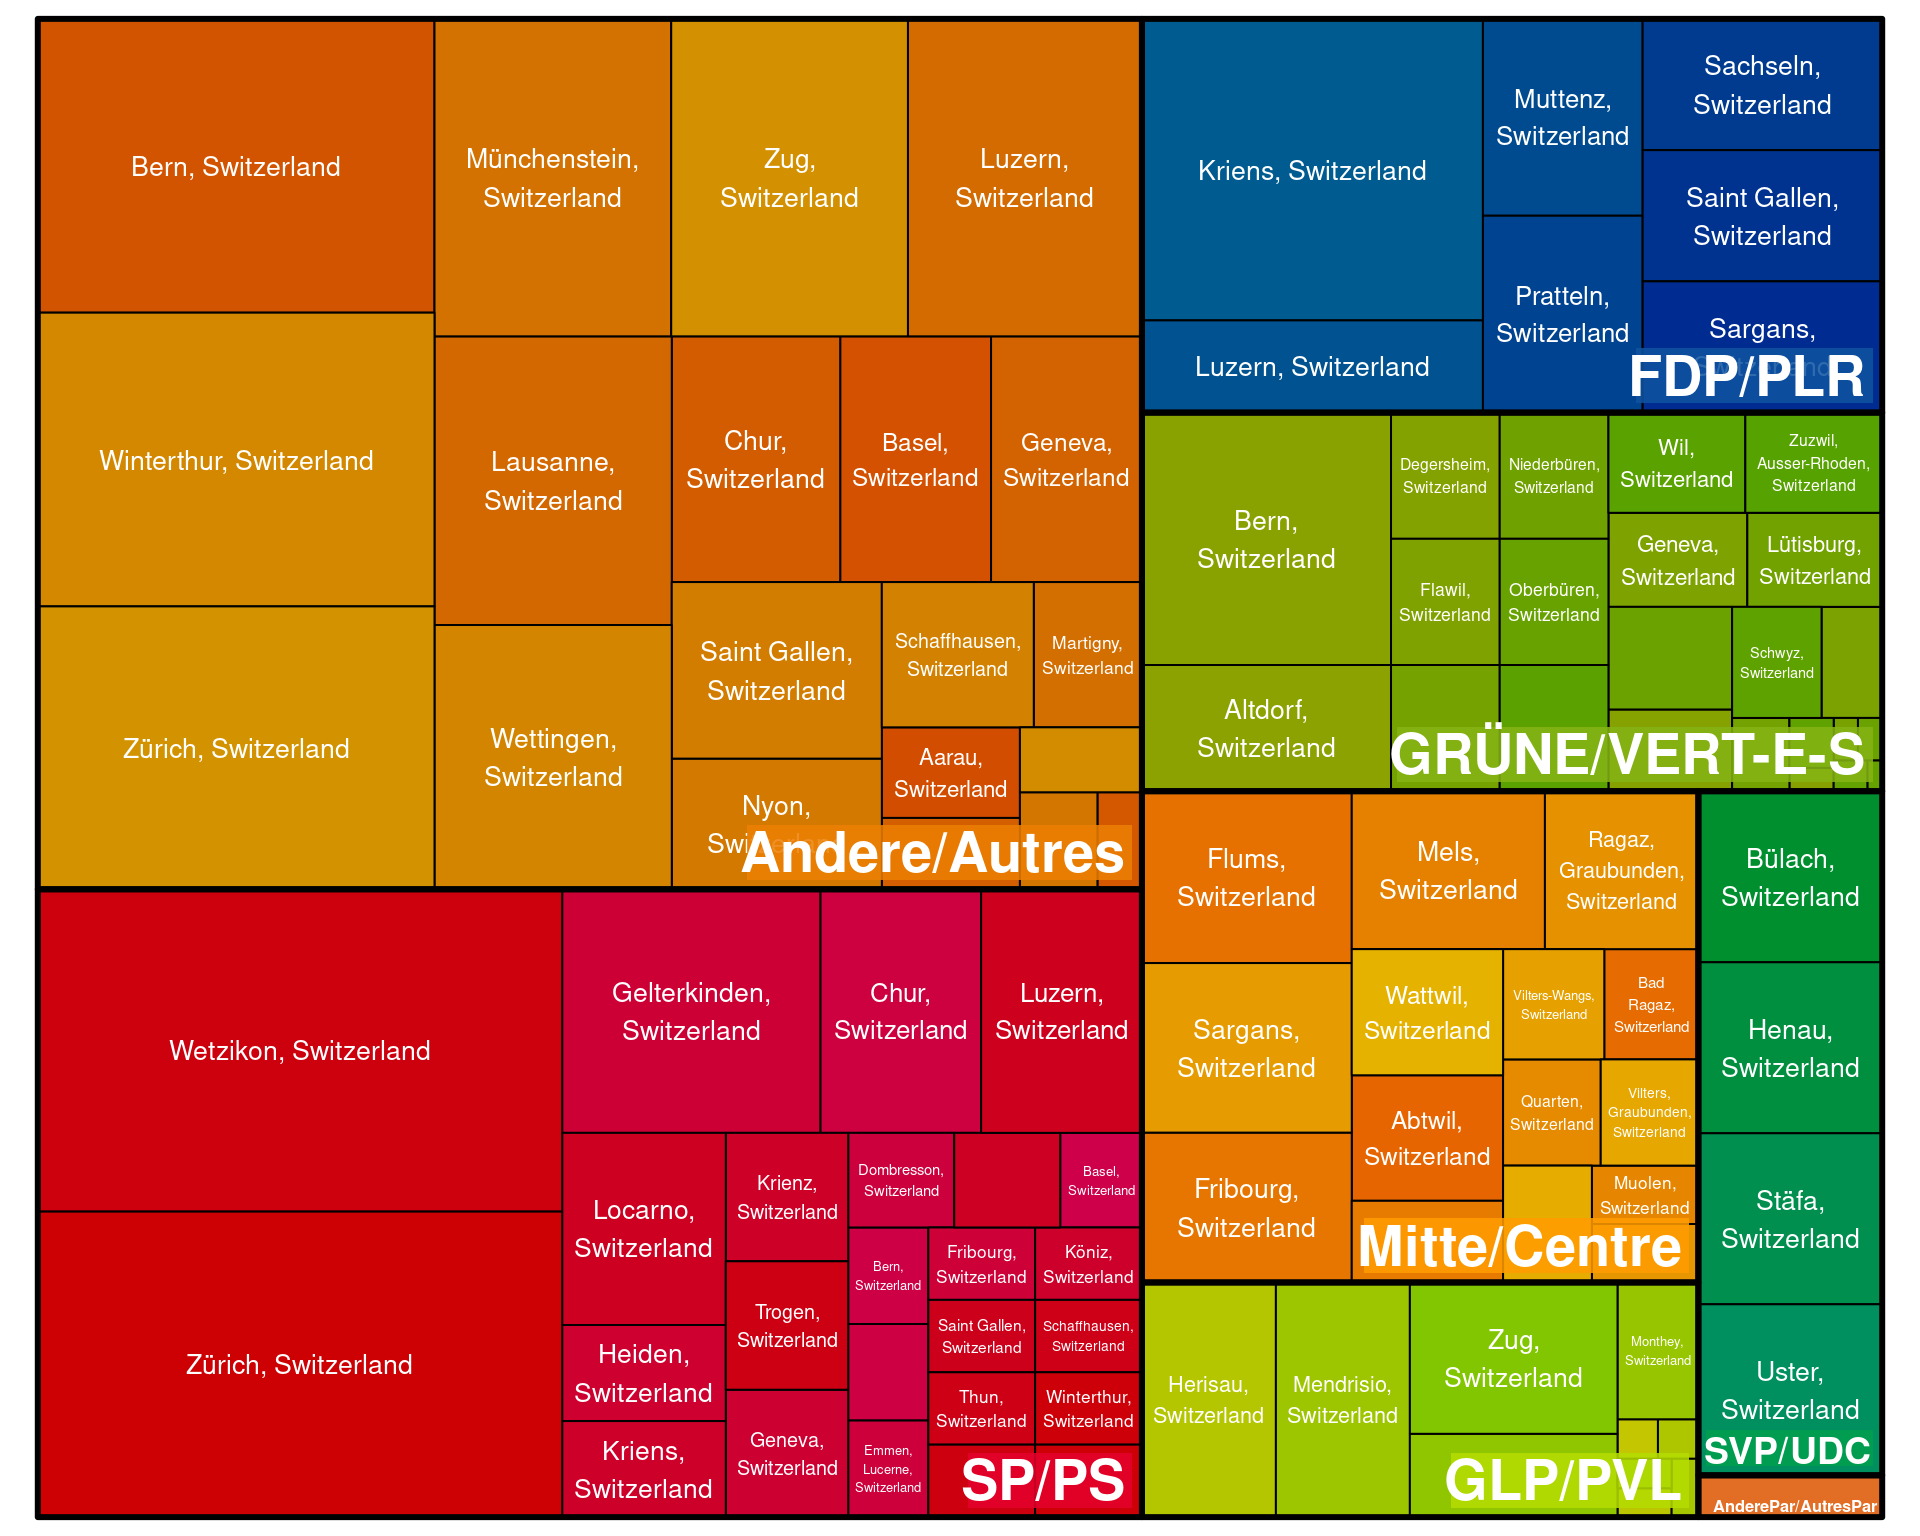 Bern, Switzerland
Münchenstein,
Switzerland
Zug,
Switzerland
Luzern,
Switzerland
Winterthur, Switzerland
Zürich, Switzerland
Lausanne,
Switzerland
Wettingen,
Switzerland
Chur,
Switzerland
Basel,
Switzerland
Geneva,
Switzerland
Saint Gallen,
Switzerland
Schaffhausen,
Switzerland
Martigny,
Switzerland
Aarau,
Switzerland
Nyon,
Andere/Autres
Kriens, Switzerland
Luzern, Switzerland
Muttenz,
Switzerland
Pratteln,
Switzerland
Sachseln,
Switzerland
Saint Gallen,
Switzerland
Sargans,
FDP/PLR
Bern,
Switzerland
Altdorf,
Switzerland
Degersheim,
Switzerland
Niederbüren,
Switzerland
Flawil,
Switzerland
Oberbüren,
Switzerland
Wil,
Switzerland
Zuzwil,
Ausser-Rhoden,
Switzerland
Geneva,
Switzerland
Lütisburg,
Switzerland
Schwyz,
Switzerland
GRÜNE/VERT-E-S
Wetzikon, Switzerland
Zürich, Switzerland
Gelterkinden,
Switzerland
Chur,
Switzerland
Luzern,
Switzerland
Locarno,
Switzerland
Heiden,
Switzerland
Kriens,
Switzerland
Krienz,
Switzerland
Trogen,
Switzerland
Geneva,
Switzerland
Dombresson,
Switzerland
Basel,
Switzerland
Bern,
Switzerland
Fribourg,
Switzerland
Köniz,
Switzerland
Saint Gallen,
Switzerland
Schaffhausen,
Switzerland
Thun,
Switzerland
Winterthur,
Switzerland
Emmen,
Lucerne,
Switzerland
SP/PS
Flums,
Switzerland
Sargans,
Switzerland
Fribourg,
Switzerland
Mels,
Switzerland
Ragaz,
Graubunden,
Switzerland
Wattwil,
Switzerland
Vilters-Wangs,
Switzerland
Bad
Ragaz,
Switzerland
Abtwil,
Switzerland
Quarten,
Switzerland
Vilters,
Graubunden,
Switzerland
Muolen,
Switzerland
Mitte/Centre
Herisau,
Switzerland
Mendrisio,
Switzerland
Zug,
Switzerland
Monthey,
Switzerland
GLP/PVL
Bülach,
Switzerland
Henau,
Switzerland
Stäfa,
Switzerland
Uster,
Switzerland
SVP/UDC
AnderePar/AutresPar